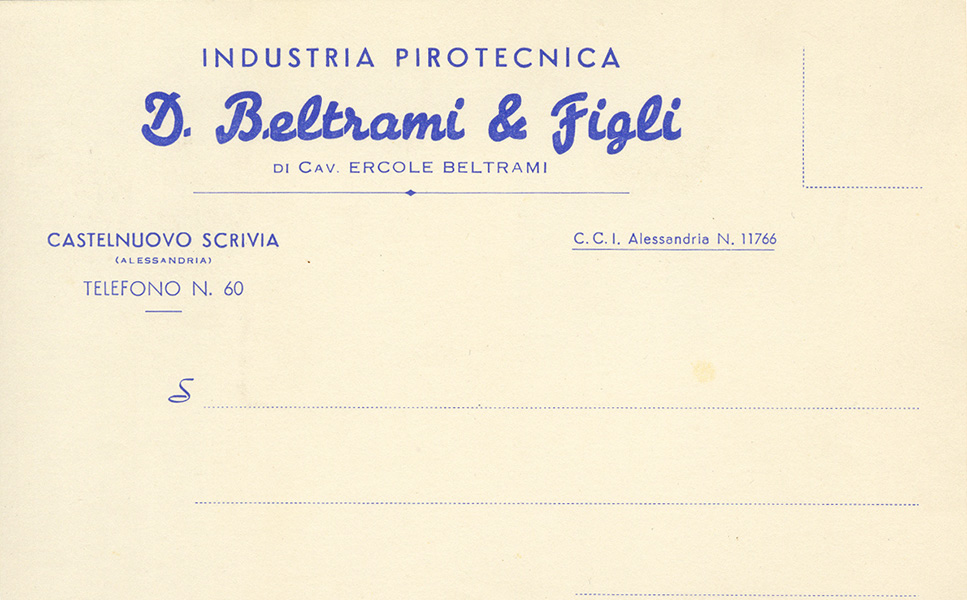 INDUSTRIA PIROTECNICA
D. Beltrami & Figli
DI CAV. ERCOLE BELTRAMI
CASTELNUOVO SCRIVIA
(ALESSANDRIA)
TELEFONO N. 60
C. C. I. Alessandria N. 11766
S